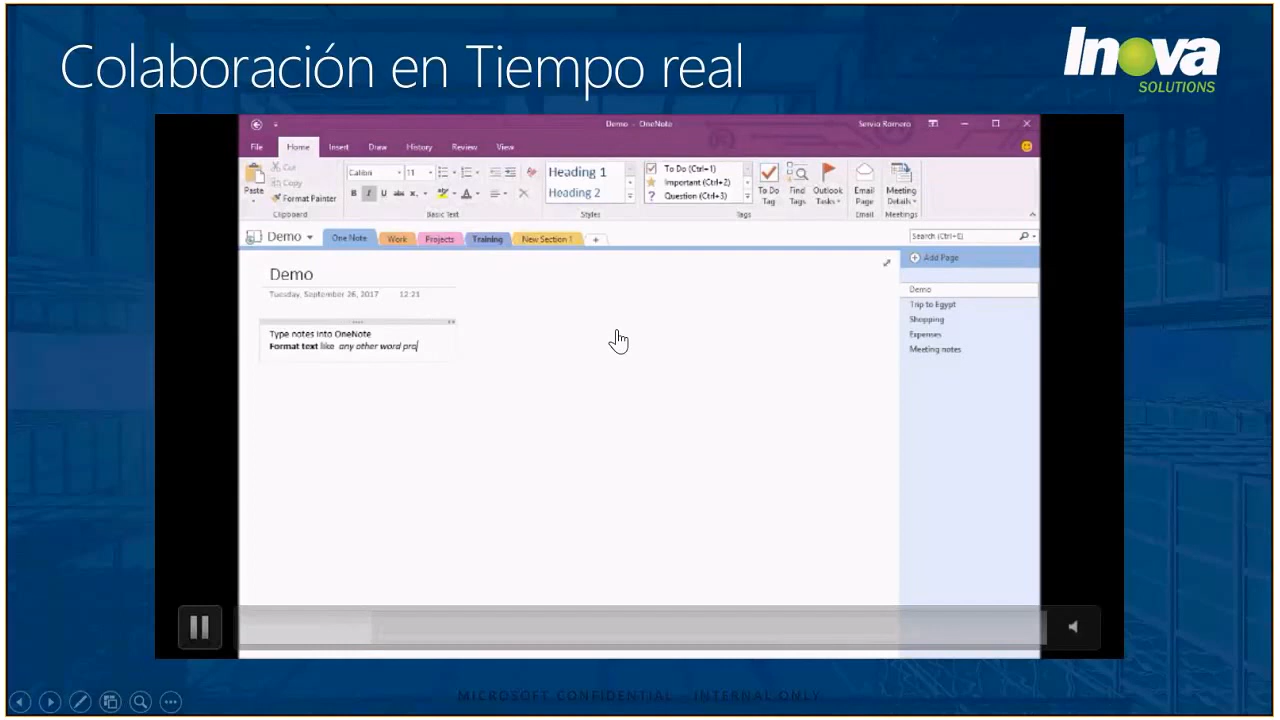 Colaboración en Tiempo real
Inova
SOLUTIONS
Demo - OneNote
Servio Romero
File Home Insert Draw History Review View
Paste
Cut
Copy
Format Painter
Clipboard
Calibri 11
B I U abc x
A
Basic Text
Heading 1
Heading 2
Styles
To Do (Ctrl+1)
Important (Ctrl+2)
Question (Ctrl+3)
To Do Tag
Find Tags
Tags
Outlook Tasks
Email Page
Email
Meeting Details
Meetings
Demo
One Note Work Projects Training New Section 1 +
Search (Ctrl+E)
Add Page
Demo
Tuesday, September 26, 2017 12:21
Type notes into OneNote
Format text like any other word pro
Demo
Trip to Egypt
Shopping
Expenses
Meeting notes
MICROSOFT CONFIDENTIAL - INTERNAL ONLY